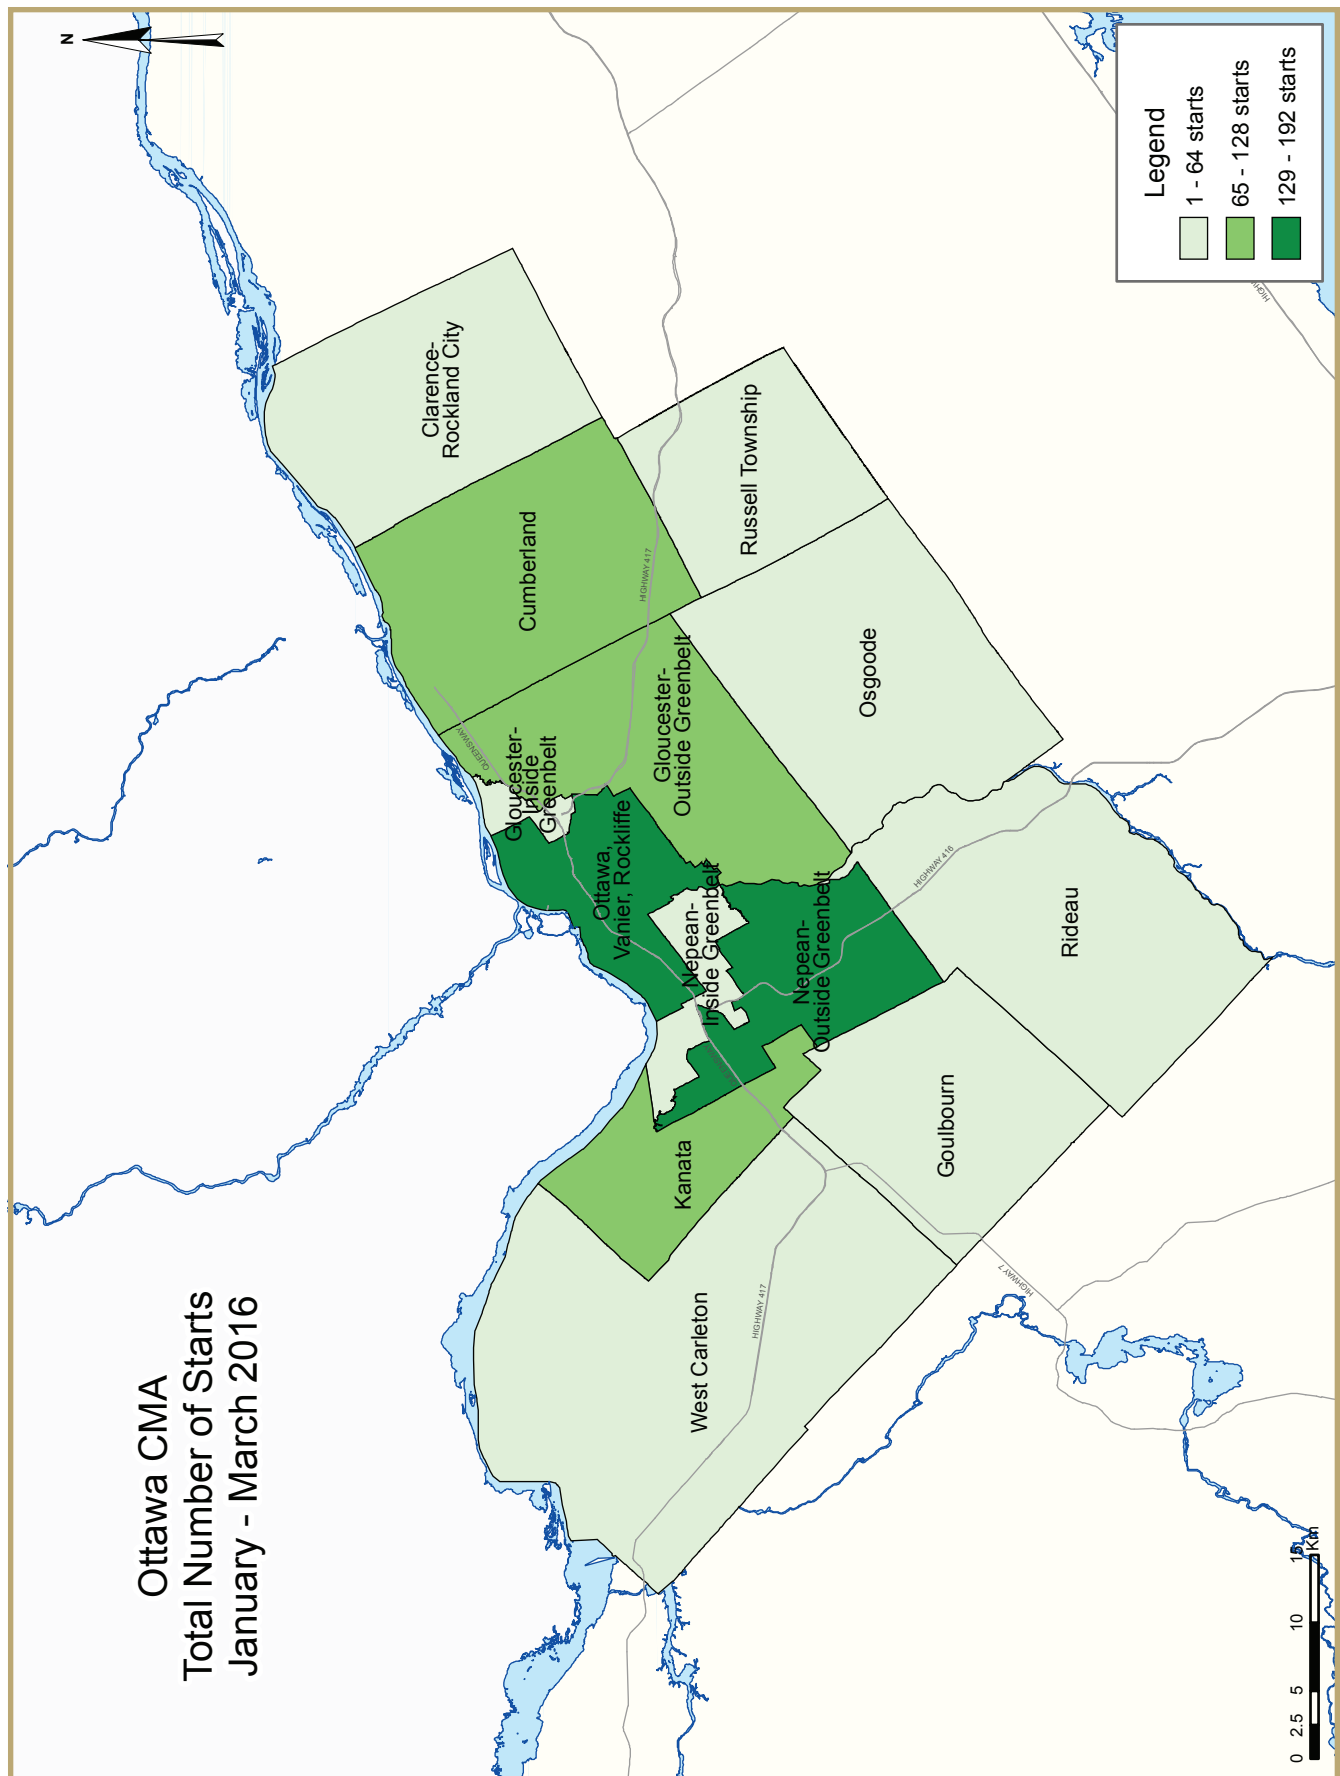 Ottawa CMA
Total Number of Starts
January - March 2016
N
Legend
1 - 64 starts
65 - 128 starts
129 - 192 starts
Clarence-
Rockland City
Cumberland
Russell Township
HIGHWAY 417
QUEENSWAY
Gloucester-
Inside
Greenbelt
Gloucester-
Outside Greenbelt
Osgoode
Ottawa,
Vanier, Rockliffe
Nepean-
Inside Greenbelt
Nepean-
Outside Greenbelt
HIGHWAY 416
Rideau
Kanata
Goulbourn
West Carleton
HIGHWAY 417
HIGHWAY 7
0 2.5 5 10 15
Km